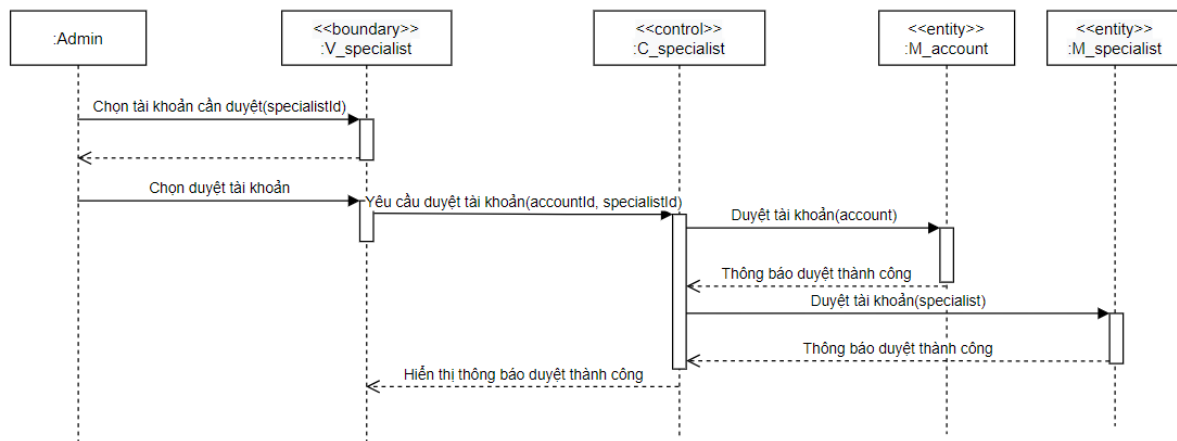 :Admin
<<boundary>>
:V_specialist
<<control>>
:C_specialist
<<entity>>
:M_account
<<entity>>
:M_specialist
Chọn tài khoản cần duyệt(specialistId)
Chọn duyệt tài khoản
Yêu cầu duyệt tài khoản(accountId, specialistId)
Duyệt tài khoản(account)
Thông báo duyệt thành công
Duyệt tài khoản(specialist)
Thông báo duyệt thành công
Hiển thị thông báo duyệt thành công